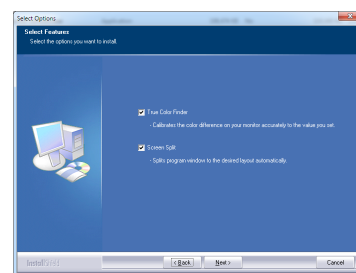 Select Options
Select Features
Select the options you want to install.
True Color Finder
- Calibrates the color difference on your monitor accurately to the value you set.
Screen Split
- Splits program window to the desired layout automatically.
< Back
Next >
Cancel